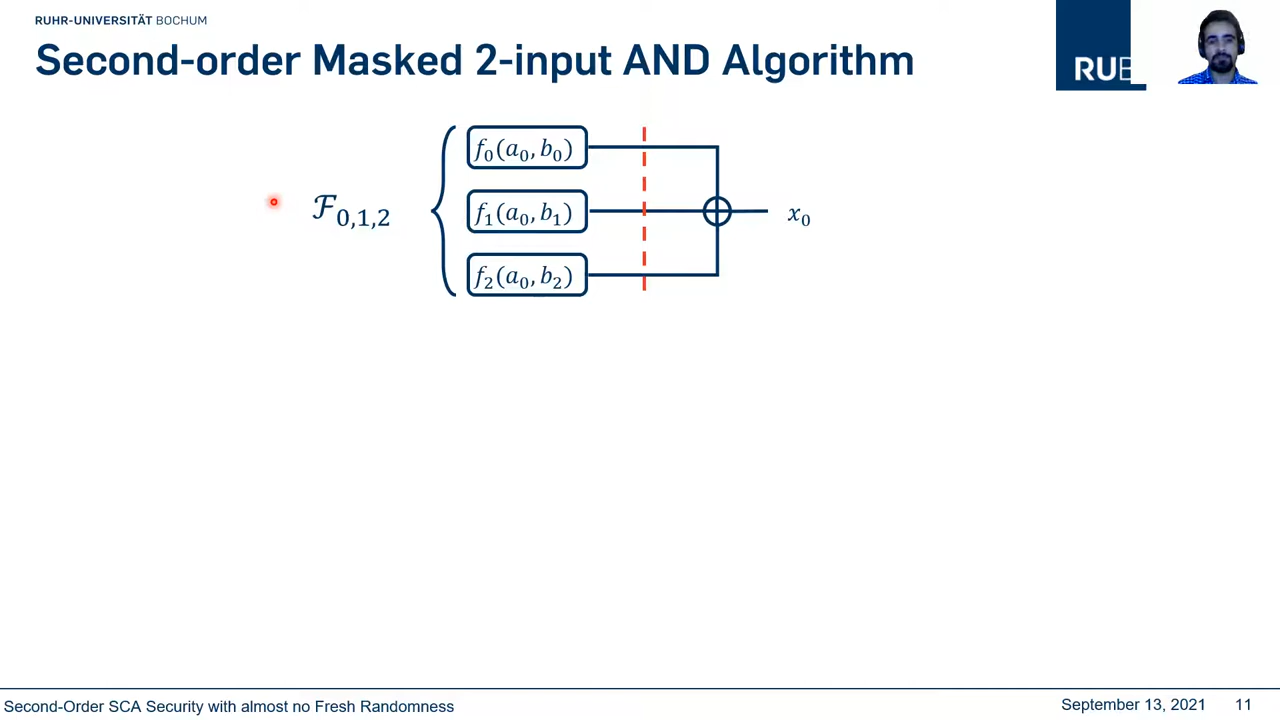 RUHR-UNIVERSITÄT BOCHUM
Second-order Masked 2-input AND Algorithm
RUB
f₀(a₀, b₀)
ℱ₀,₁,₂
f₁(a₀, b₁)
x₀
f₂(a₀, b₂)
Second-Order SCA Security with almost no Fresh Randomness
September 13, 2021
11